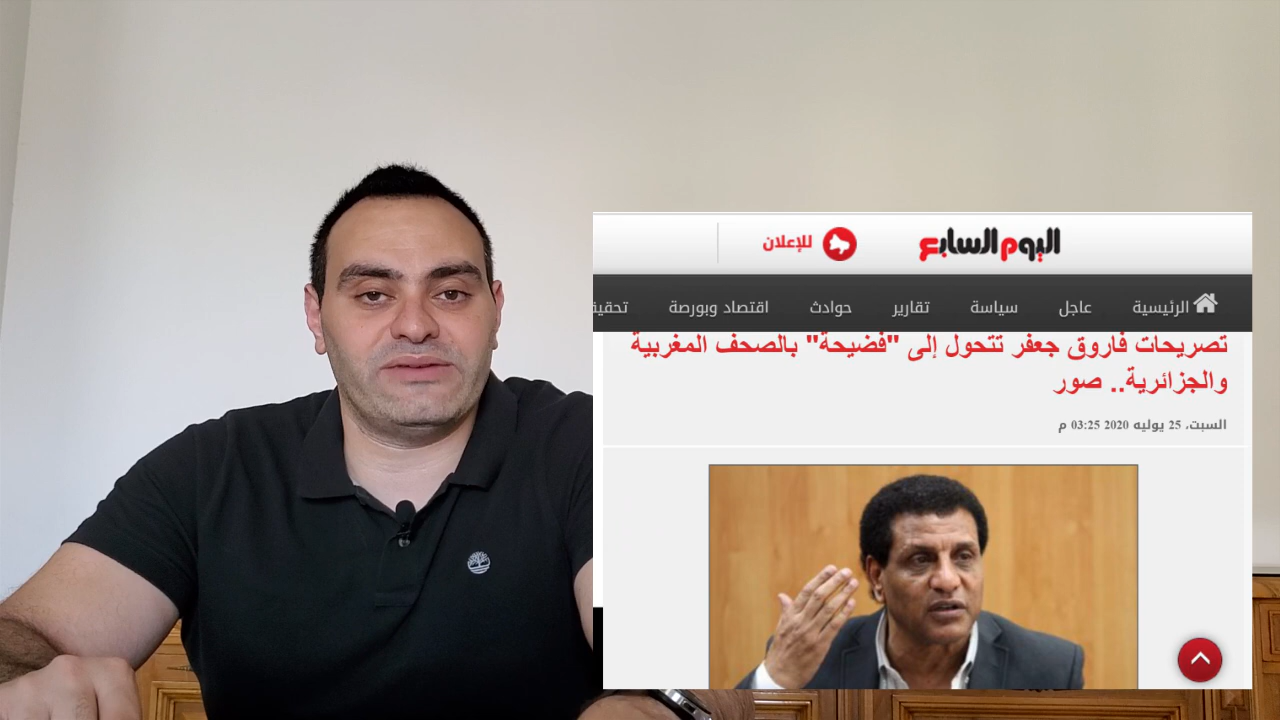 اليوم السابع
للإعلان
الرئيسية عاجل سياسة تقارير حوادث اقتصاد وبورصة
تصريحات فاروق جعفر تتحول إلى "فضيحة" بالصحف المغربية
والجزائرية.. صور
السبت، 25 يوليه 2020 03:25 م